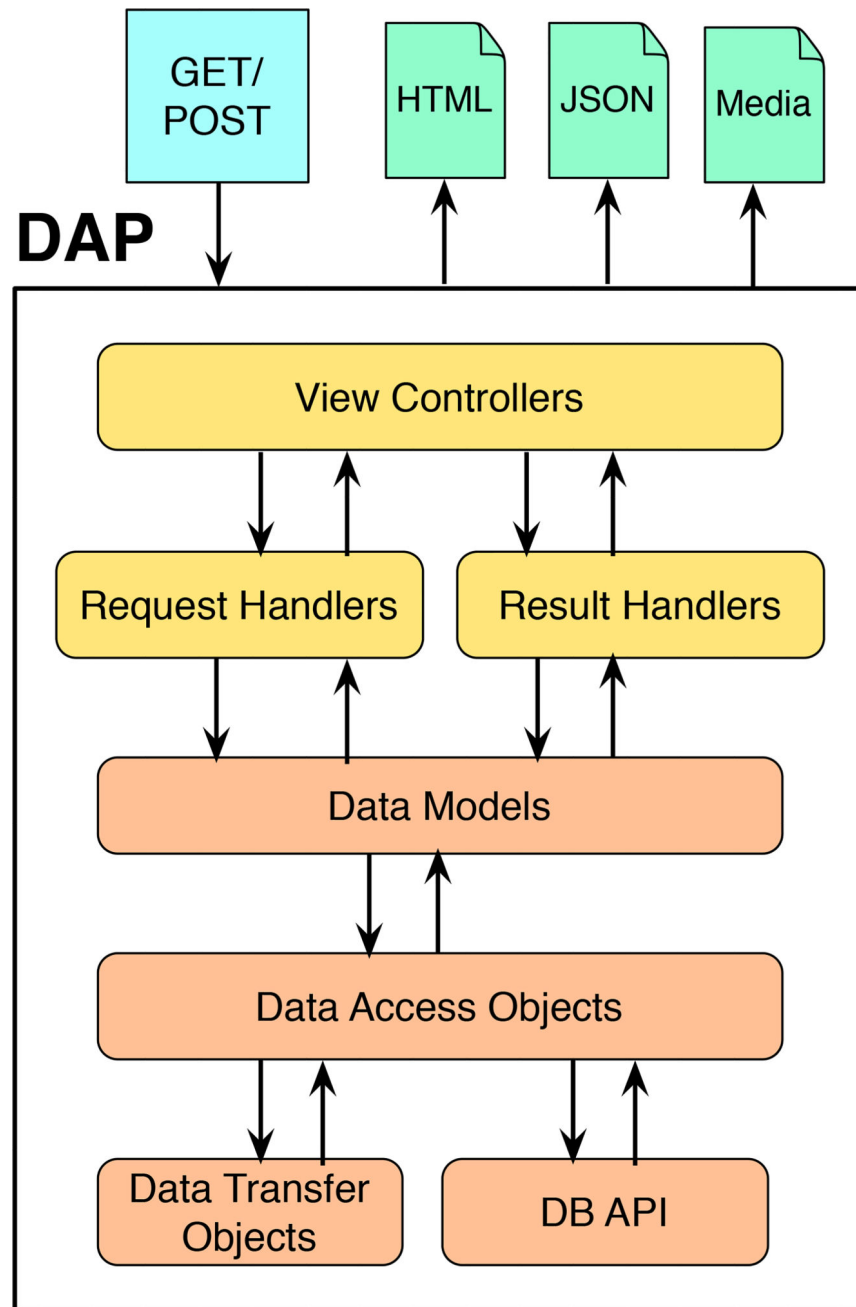 GET/
POST
HTML
JSON
Media
DAP
View Controllers
Request Handlers
Result Handlers
Data Models
Data Access Objects
Data Transfer
Objects
DB API